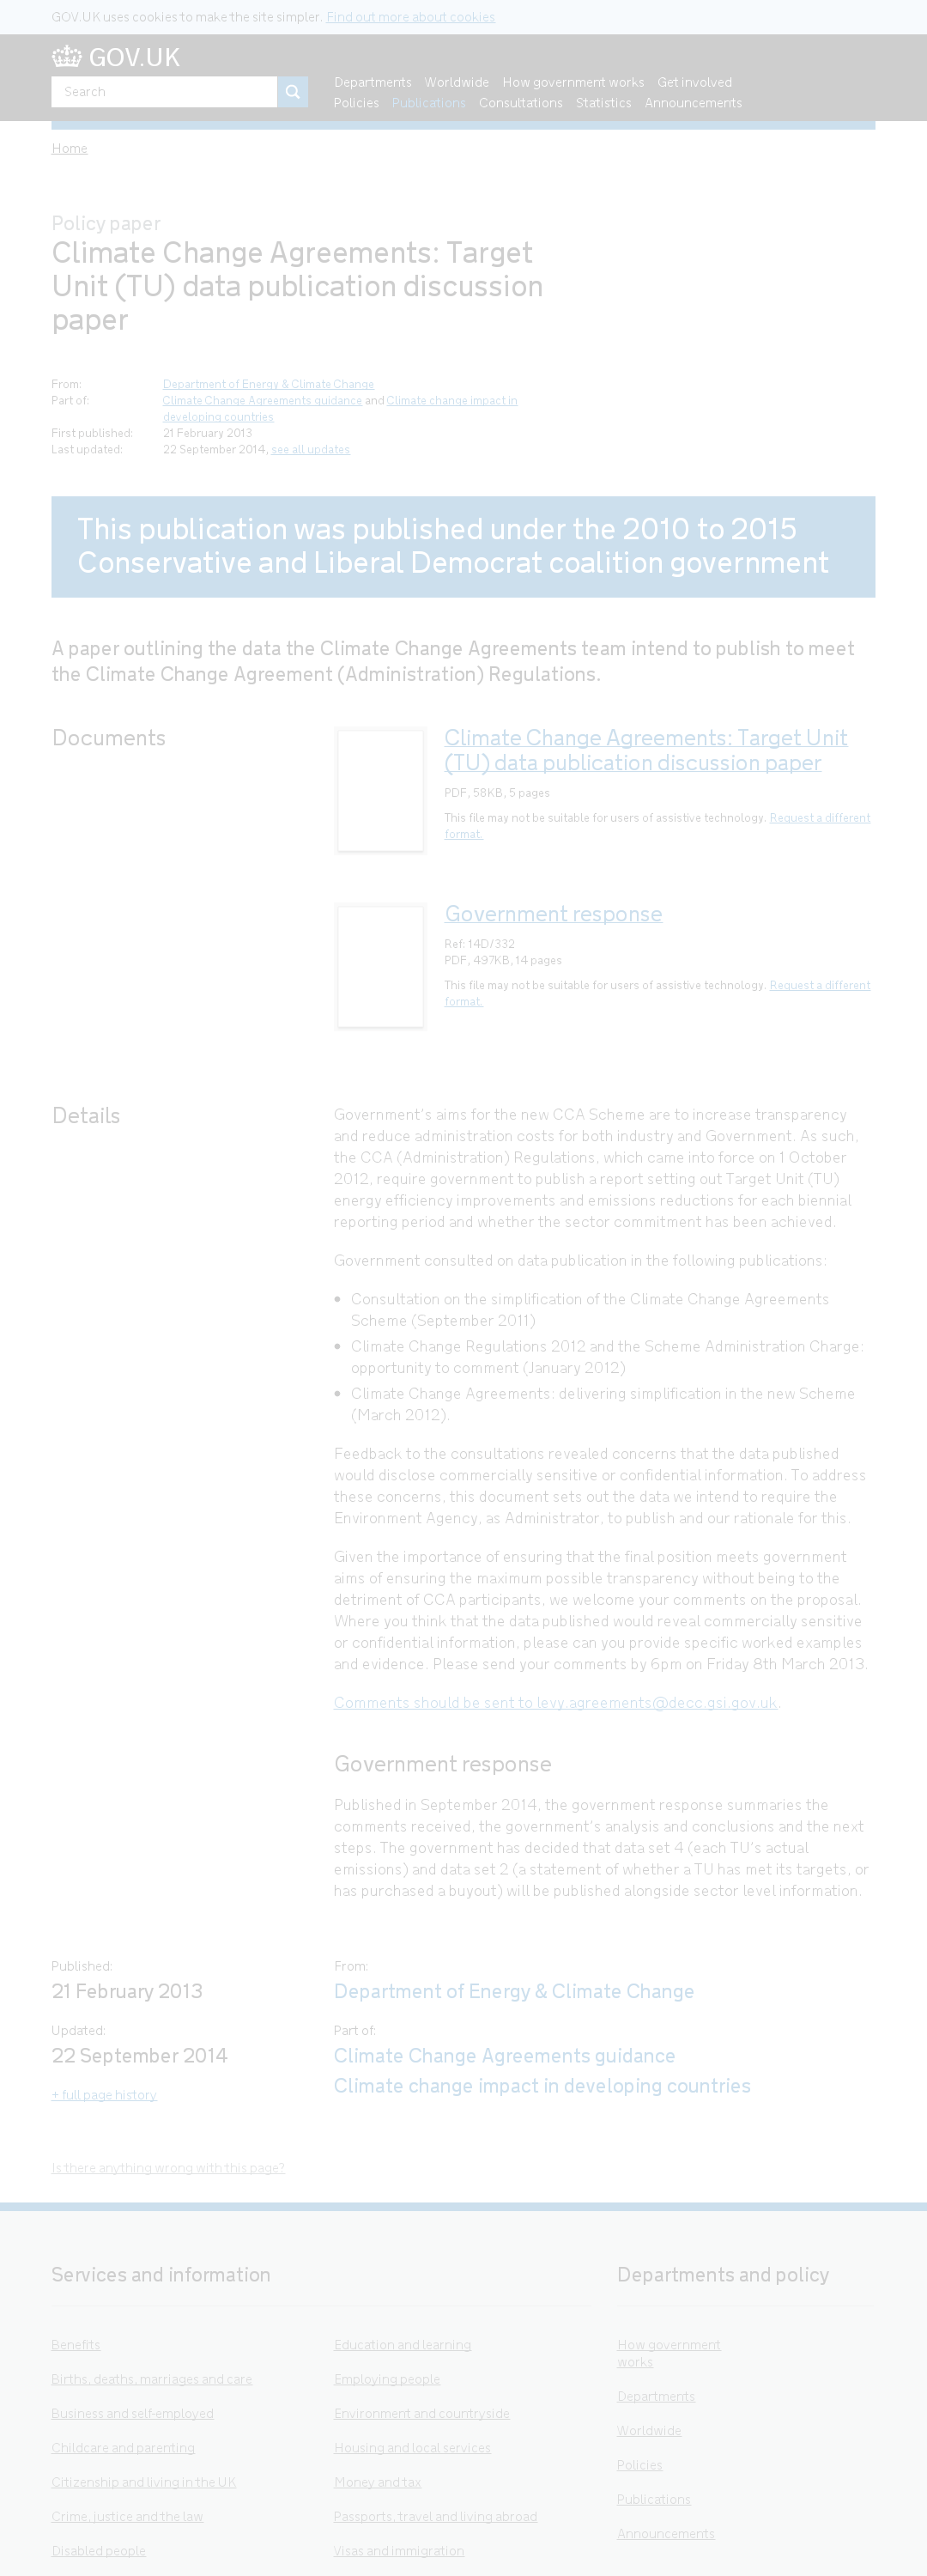 GOV.UK uses cookies to make the site simpler. Find out more about cookies
GOV.UK
Search
Departments Worldwide How government works Get involved
Policies Publications Consultations Statistics Announcements
Home
Policy paper
Climate Change Agreements: Target
Unit (TU) data publication discussion
paper
From: Department of Energy & Climate Change
Part of: Climate Change Agreements guidance and Climate change impact in
developing countries
First published: 21 February 2013
Last updated: 22 September 2014, see all updates
This publication was published under the 2010 to 2015
Conservative and Liberal Democrat coalition government
A paper outlining the data the Climate Change Agreements team intend to publish to meet
the Climate Change Agreement (Administration) Regulations.
Documents
Climate Change Agreements: Target Unit
(TU) data publication discussion paper
PDF, 58KB, 5 pages
This file may not be suitable for users of assistive technology. Request a different
format.
Government response
Ref: 14D/332
PDF, 497KB, 14 pages
This file may not be suitable for users of assistive technology. Request a different
format.
Details
Government's aims for the new CCA Scheme are to increase transparency
and reduce administration costs for both industry and Government. As such,
the CCA (Administration) Regulations, which came into force on 1 October
2012, require government to publish a report setting out Target Unit (TU)
energy efficiency improvements and emissions reductions for each biennial
reporting period and whether the sector commitment has been achieved.
Government consulted on data publication in the following publications:
• Consultation on the simplification of the Climate Change Agreements
Scheme (September 2011)
• Climate Change Regulations 2012 and the Scheme Administration Charge:
opportunity to comment (January 2012)
• Climate Change Agreements: delivering simplification in the new Scheme
(March 2012).
Feedback to the consultations revealed concerns that the data published
would disclose commercially sensitive or confidential information. To address
these concerns, this document sets out the data we intend to require the
Environment Agency, as Administrator, to publish and our rationale for this.
Given the importance of ensuring that the final position meets government
aims of ensuring the maximum possible transparency without being to the
detriment of CCA participants, we welcome your comments on the proposal.
Where you think that the data published would reveal commercially sensitive
or confidential information, please can you provide specific worked examples
and evidence. Please send your comments by 6pm on Friday 8th March 2013.
Comments should be sent to levy.agreements@decc.gsi.gov.uk.
Government response
Published in September 2014, the government response summaries the
comments received, the government's analysis and conclusions and the next
steps. The government has decided that data set 4 (each TU's actual
emissions) and data set 2 (a statement of whether a TU has met its targets, or
has purchased a buyout) will be published alongside sector level information.
Published:
21 February 2013
Updated:
22 September 2014
+ full page history
From:
Department of Energy & Climate Change
Part of:
Climate Change Agreements guidance
Climate change impact in developing countries
Is there anything wrong with this page?
Services and information
Benefits
Births, deaths, marriages and care
Business and self-employed
Childcare and parenting
Citizenship and living in the UK
Crime, justice and the law
Disabled people
Education and learning
Employing people
Environment and countryside
Housing and local services
Money and tax
Passports, travel and living abroad
Visas and immigration
Departments and policy
How government
works
Departments
Worldwide
Policies
Publications
Announcements